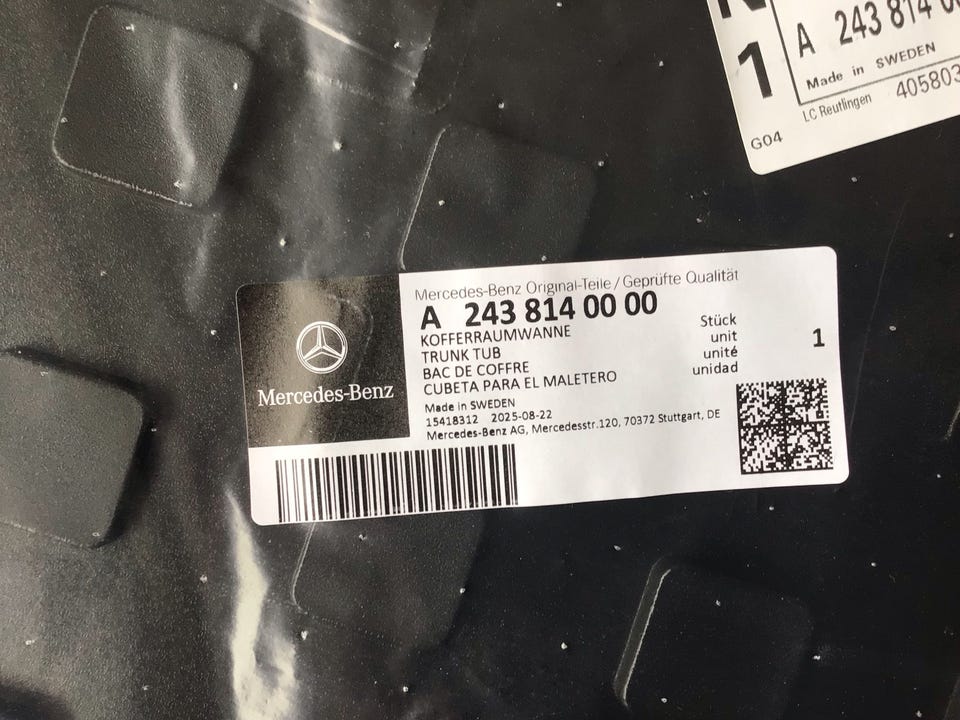 1
A 243 814
Made in SWEDEN
LC Reutlingen 405803
G04
Mercedes-Benz
Mercedes-Benz Original-Teile / Geprüfte Qualität
A 243 814 00 00
KOFFERRAUMWANNE
TRUNK TUB
BAC DE COFFRE
CUBETA PARA EL MALETERO
Stück
unit
unité
unidad
1
Made in SWEDEN
15418312 2025-08-22
Mercedes-Benz AG, Mercedesstr.120, 70372 Stuttgart, DE